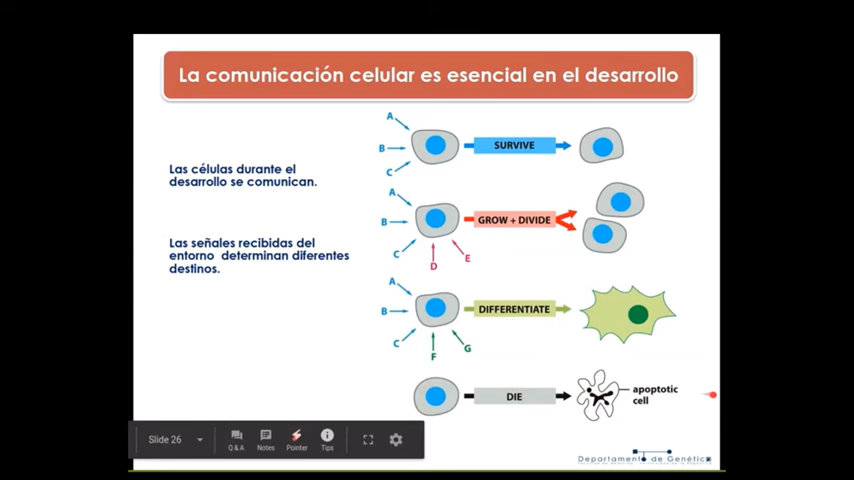 La comunicación celular es esencial en el desarrollo
Las células durante el
desarrollo se comunican.
Las señales recibidas del
entorno determinan diferentes
destinos.
A
B
C
SURVIVE
A
B
C
D
E
GROW + DIVIDE
A
B
C
F
G
DIFFERENTIATE
DIE
apoptotic
cell
Slide 26
Q & A
Notes
Pointer
Tips
Departamento de Genética